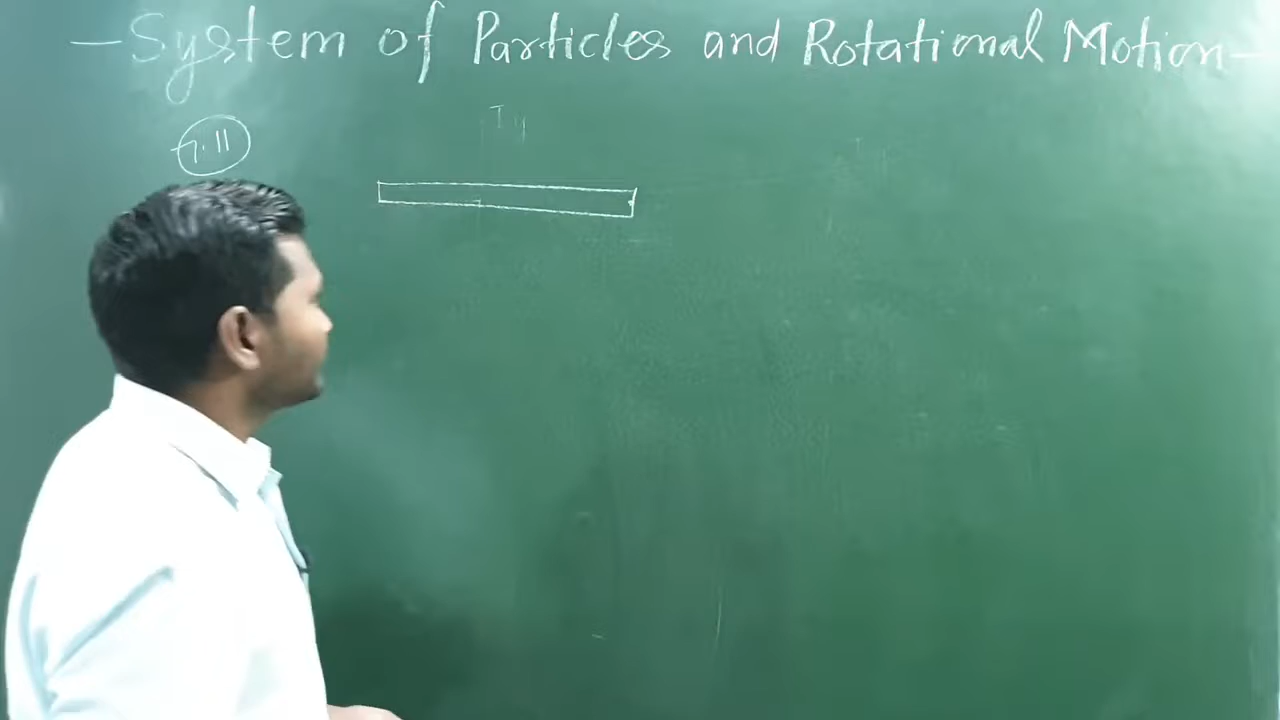 - System of Particles and Rotational Motion -
7.11